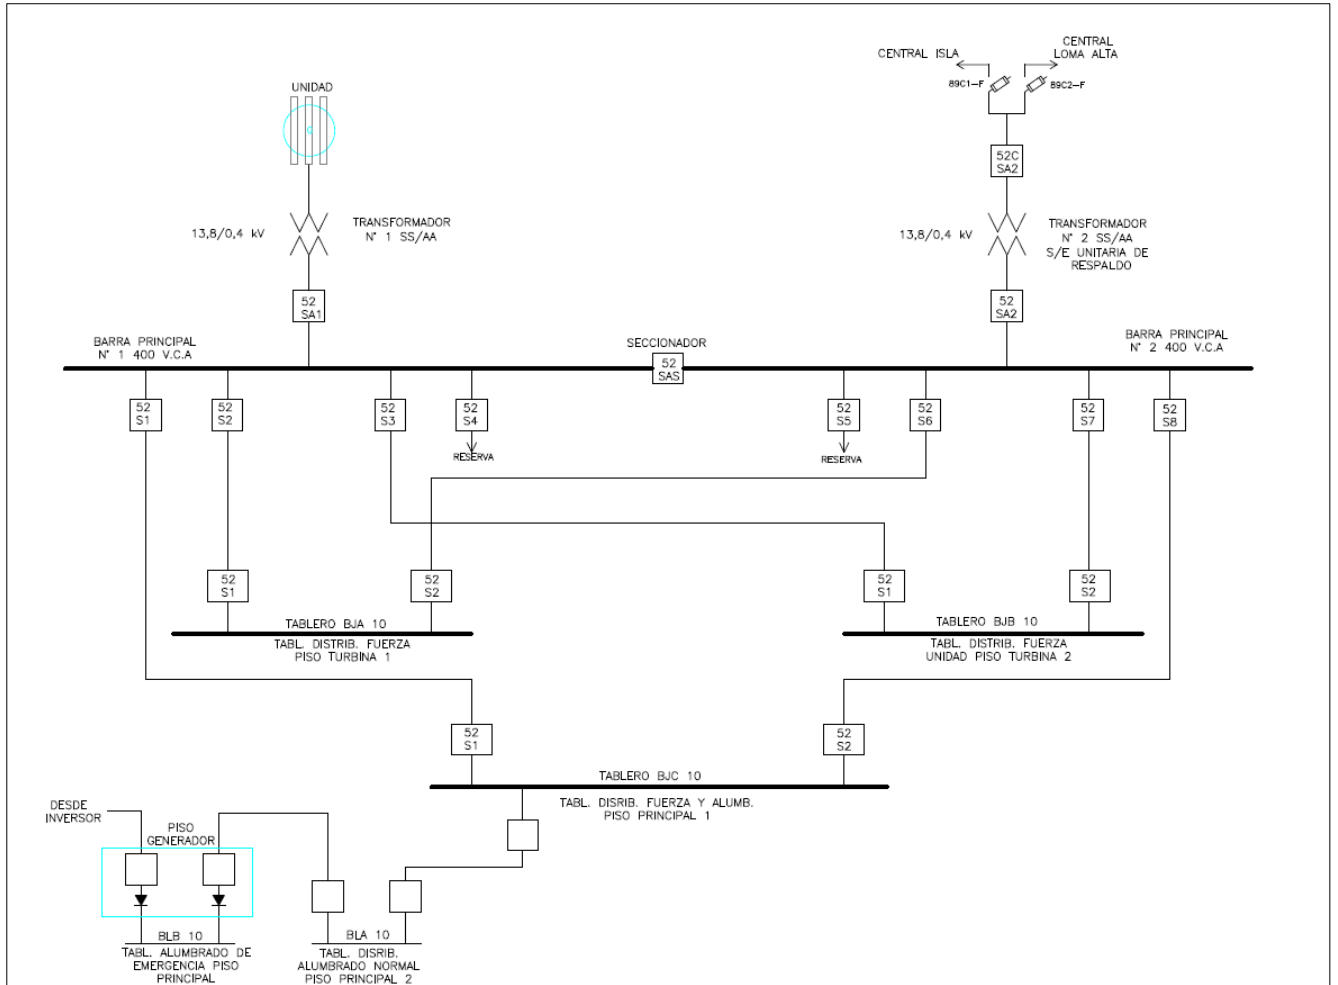 CENTRAL ISLA
CENTRAL
LOMA ALTA
89C1-F
89C2-F
UNIDAD
52C
SA2
13,8/0,4 kV
TRANSFORMADOR
N° 1 SS/AA
13,8/0,4 kV
TRANSFORMADOR
N° 2 SS/AA
S/E UNITARIA DE
RESPALDO
52
SA1
52
SA2
BARRA PRINCIPAL
N° 1 400 V.C.A
SECCIONADOR
52
SAS
BARRA PRINCIPAL
N° 2 400 V.C.A
52
S1
52
S2
52
S3
52
S4
52
S5
52
S6
52
S7
52
S8
RESERVA
RESERVA
52
S1
52
S2
52
S1
52
S2
TABLERO BJA 10
TABL. DISTRIB. FUERZA
PISO TURBINA 1
TABLERO BJB 10
TABL. DISTRIB. FUERZA
UNIDAD PISO TURBINA 2
52
S1
52
S2
TABLERO BJC 10
TABL. DISRIB. FUERZA Y ALUMB.
PISO PRINCIPAL 1
DESDE
INVERSOR
PISO
GENERADOR
BLB 10
TABL. ALUMBRADO DE
EMERGENCIA PISO
PRINCIPAL
BLA 10
TABL. DISRIB.
ALUMBRADO NORMAL
PISO PRINCIPAL 2